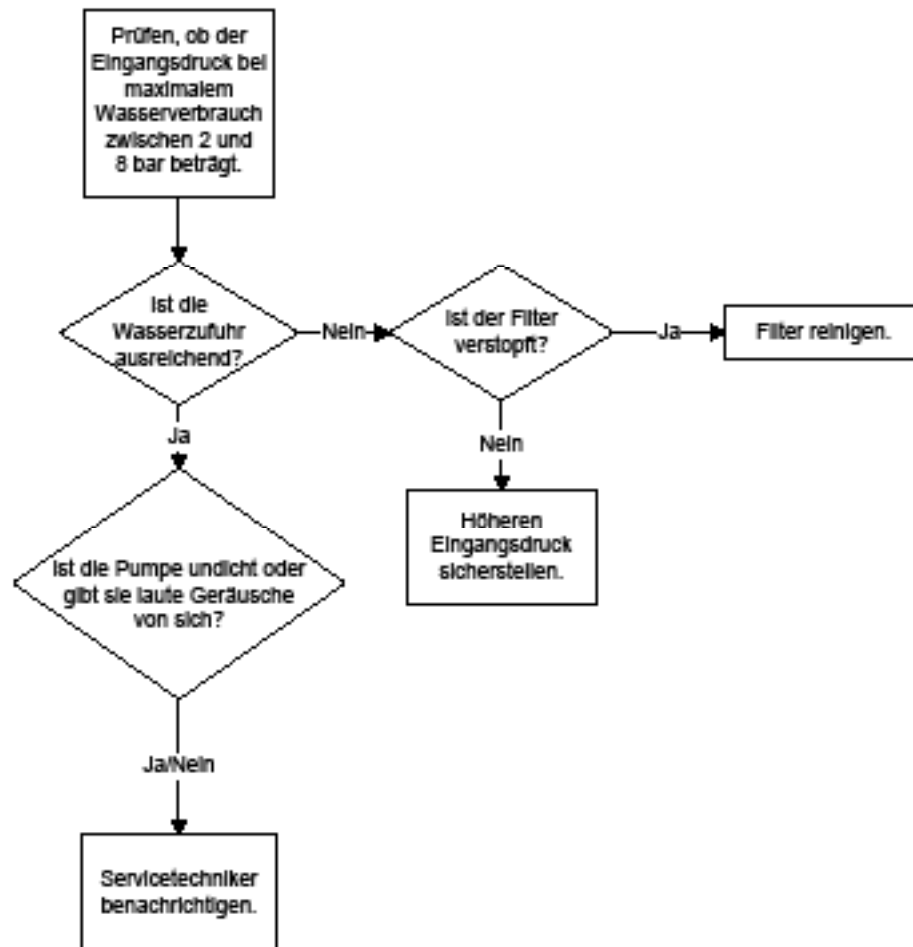 Prüfen, ob der
Eingangsdruck bei
maximalem
Wasserverbrauch
zwischen 2 und
8 bar beträgt.
Ist die
Wasserzufuhr
ausreichend?
Nein
Ist der Filter
verstopft?
Ja
Filter reinigen.
Ja
Nein
Höheren
Eingangsdruck
sicherstellen.
Ist die Pumpe undicht oder
gibt sie laute Geräusche
von sich?
Ja/Nein
Servicetechniker
benachrichtigen.